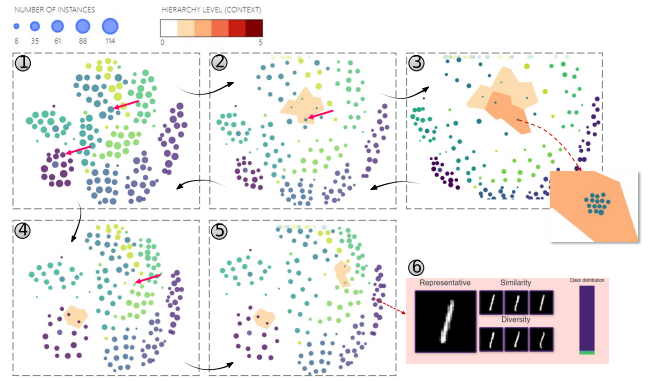 NUMBER OF INSTANCES
8 35 61 88 114
HIERARCHY LEVEL (CONTEXT)
0 5
1
2
3
4
5
6
Representative
Similarity
Diversity
Class distribution